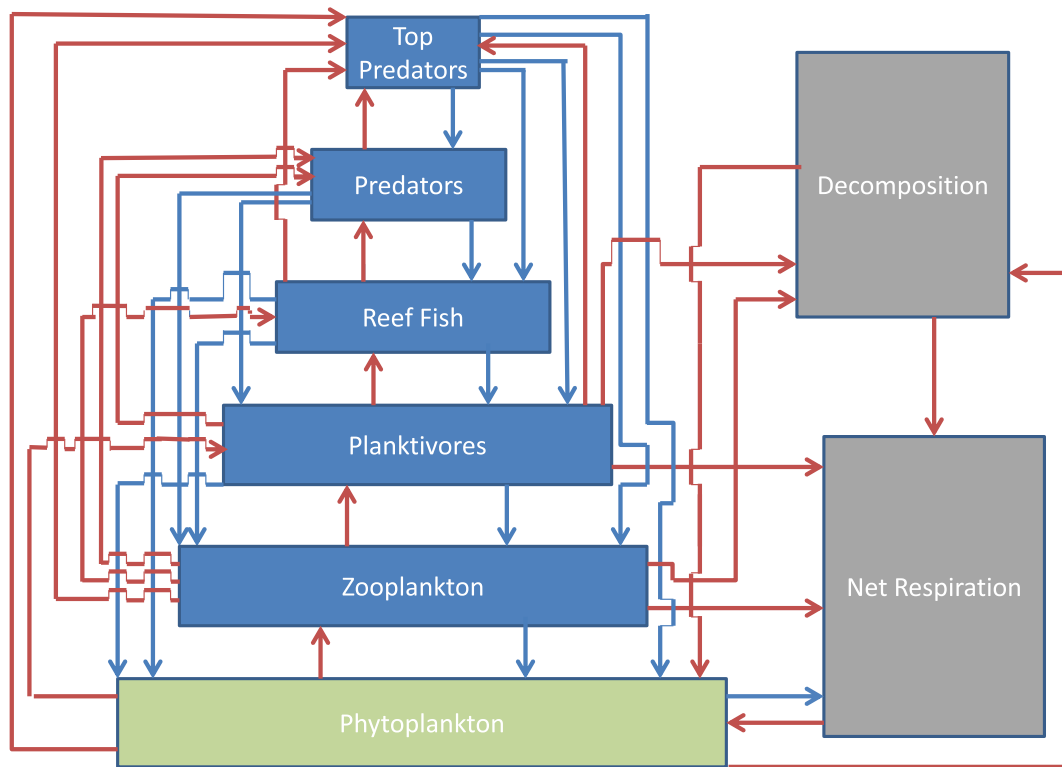 Top
Predators
Predators
Decomposition
Reef Fish
Planktivores
Zooplankton
Net Respiration
Phytoplankton